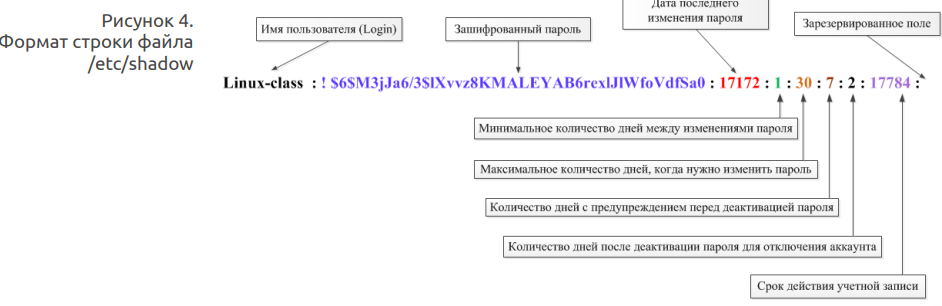 Рисунок 4.
Формат строки файла
/etc/shadow
Дата последнего
изменения пароля
Имя пользователя (Login)
Зашифрованный пароль
Зарезервированное поле
Linux-class : ! $6$M3jJa6/3$lXvvz8KMALEYAB6rexlJlWfoVdfSa0 : 17172 : 1 : 30 : 7 : 2 : 17784 :
Минимальное количество дней между изменениями пароля
Максимальное количество дней, когда нужно изменить пароль
Количество дней с предупреждением перед деактивацией пароля
Количество дней после деактивации пароля для отключения аккаунта
Срок действия учетной записи